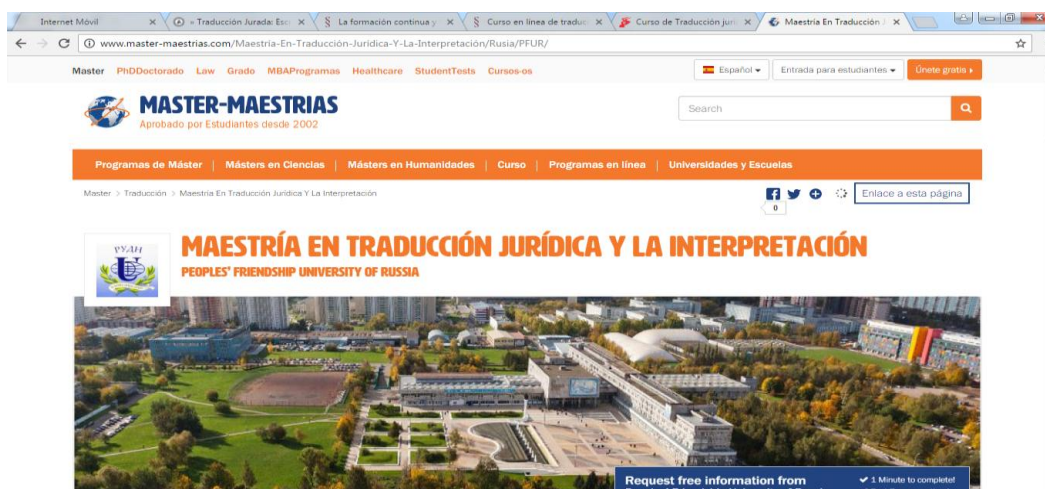 Internet Móvil
» Traducción Jurada: Esc
La formación continua y
Curso en línea de traduc
Curso de Traducción juri
Maestria En Traducción J
www.master-maestrias.com/Maestria-En-Traducción-Juridica-Y-La-Interpretación/Rusia/PFUR/
Master PhDDoctorado Law Grado MBAProgramas Healthcare StudentTests Cursos-os
Español
Entrada para estudiantes
Únete gratis
MASTER-MAESTRIAS
Aprobado por Estudiantes desde 2002
Search
Programas de Máster | Másters en Ciencias | Másters en Humanidades | Curso | Programas en línea | Universidades y Escuelas
Master > Traducción > Maestría En Traducción Jurídica Y La Interpretación
0
Enlace a esta página
РУДН
MAESTRÍA EN TRADUCCIÓN JURÍDICA Y LA INTERPRETACIÓN
PEOPLES' FRIENDSHIP UNIVERSITY OF RUSSIA
Request free information from
1 Minute to complete!